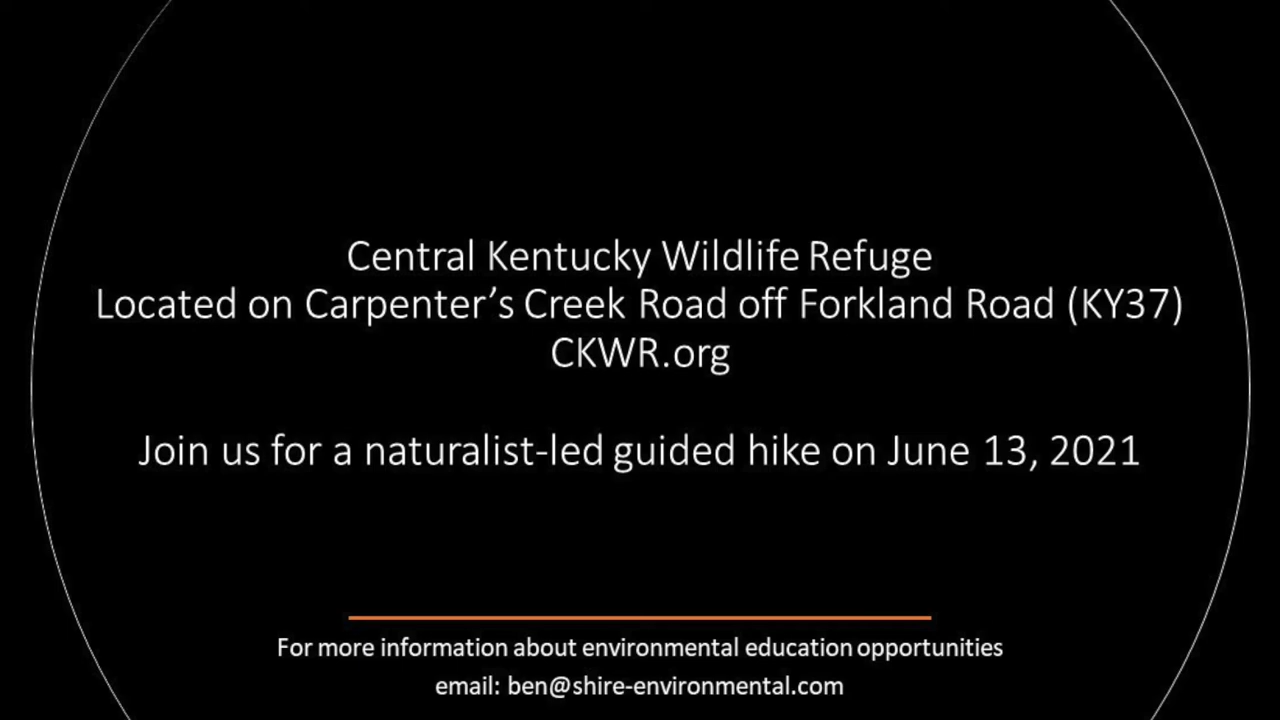 Central Kentucky Wildlife Refuge
Located on Carpenter’s Creek Road off Forkland Road (KY37)
CKWR.org
Join us for a naturalist-led guided hike on June 13, 2021
For more information about environmental education opportunities
email: ben@shire-environmental.com